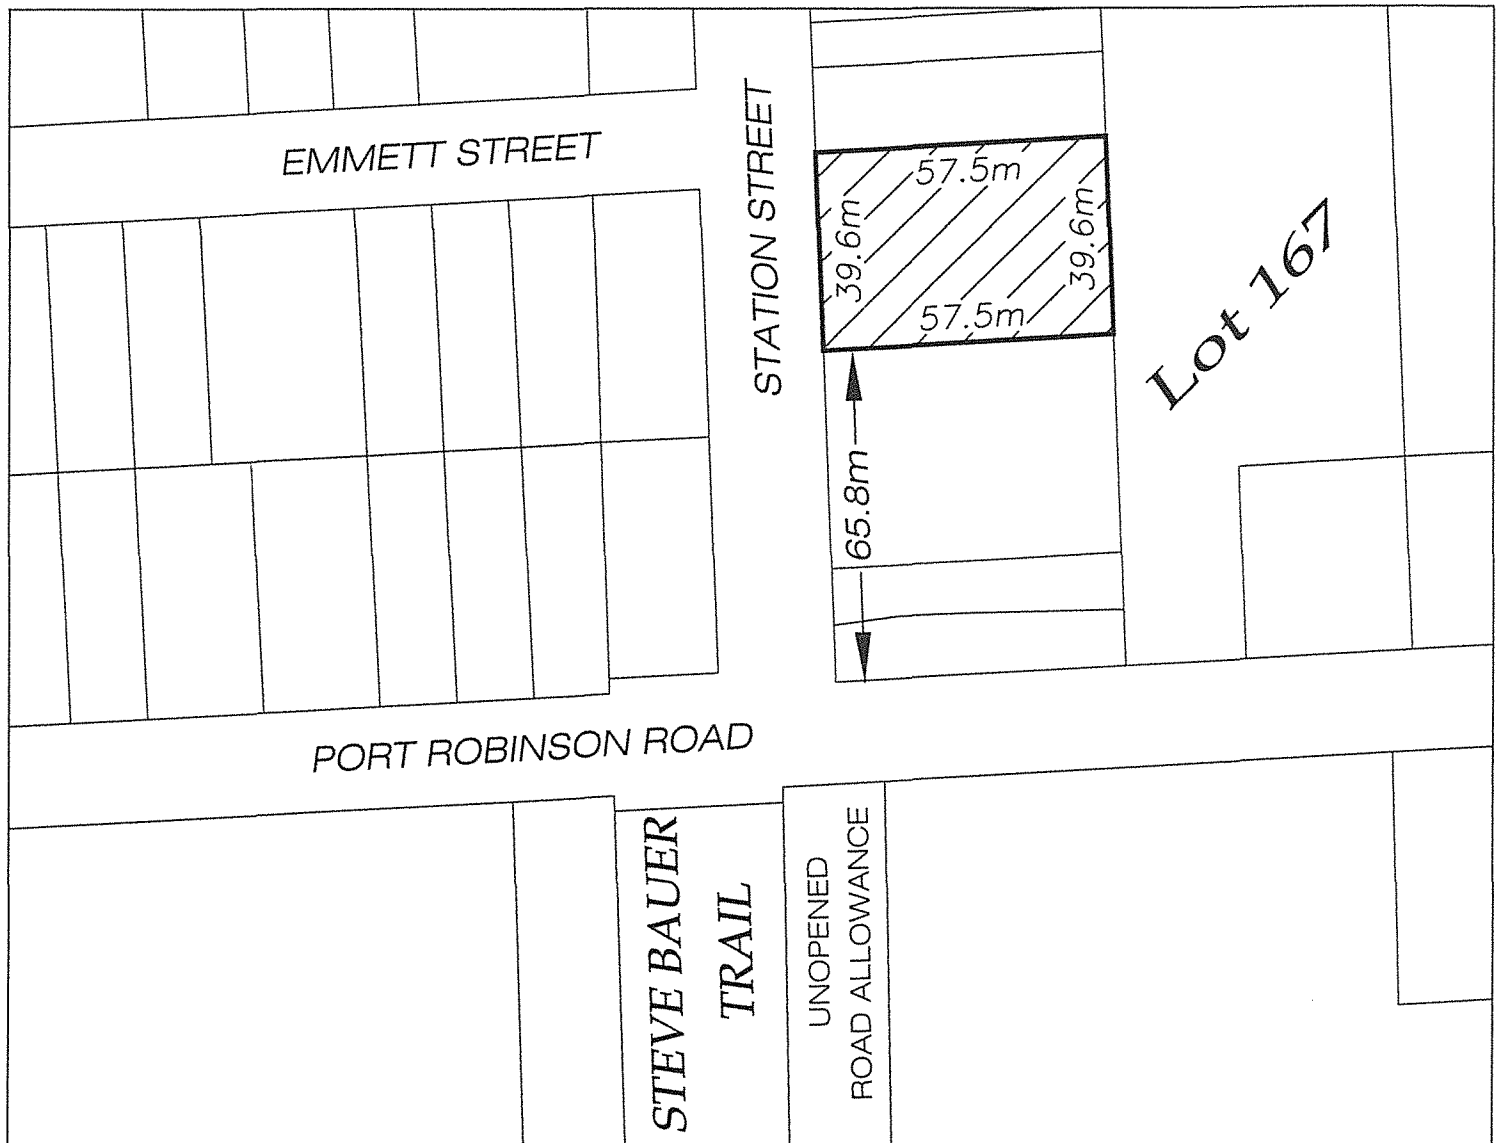 EMMETT STREET
STATION STREET
57.5m
39.6m
39.6m
57.5m
Lot 167
65.8m
PORT ROBINSON ROAD
STEVE BAUER
TRAIL
UNOPENED
ROAD ALLOWANCE